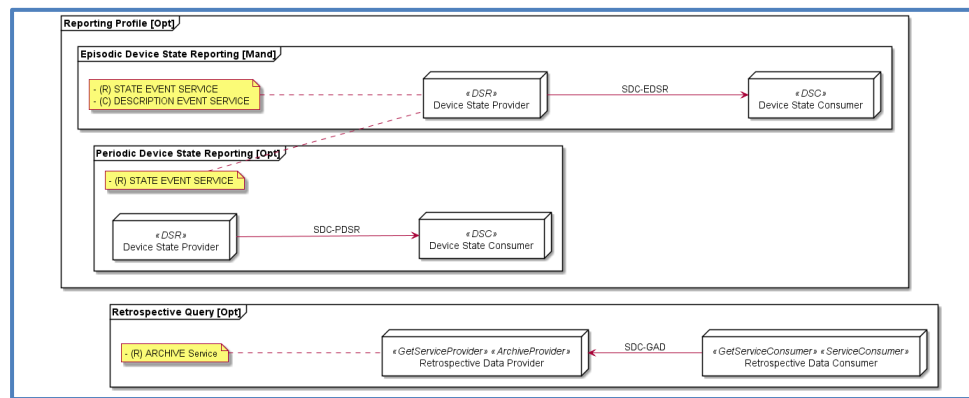 Reporting Profile [Opt]
Episodic Device State Reporting [Mand]
- (R) STATE EVENT SERVICE
- (C) DESCRIPTION EVENT SERVICE
«DSR»
Device State Provider
SDC-EDSR
«DSC»
Device State Consumer
Periodic Device State Reporting [Opt]
- (R) STATE EVENT SERVICE
«DSR»
Device State Provider
SDC-PDSR
«DSC»
Device State Consumer
Retrospective Query [Opt]
- (R) ARCHIVE Service
«GetServiceProvider» «ArchiveProvider»
Retrospective Data Provider
SDC-GAD
«GetServiceConsumer» «ServiceConsumer»
Retrospective Data Consumer